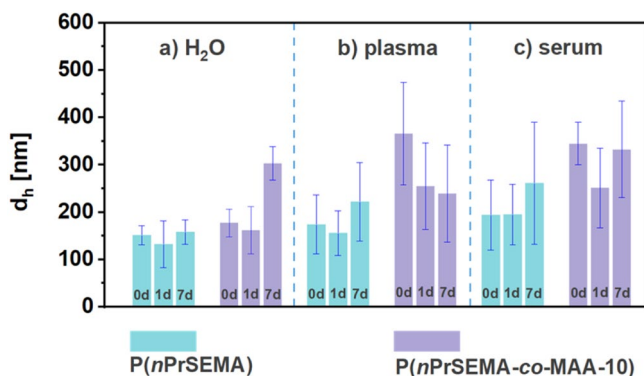 600
500
400
300
200
100
0
d_h [nm]
a) H₂O
b) plasma
c) serum
0d 1d 7d 0d 1d 7d 0d 1d 7d 0d 1d 7d 0d 1d 7d 0d 1d 7d
P(nPrSEMA)
P(nPrSEMA-co-MAA-10)